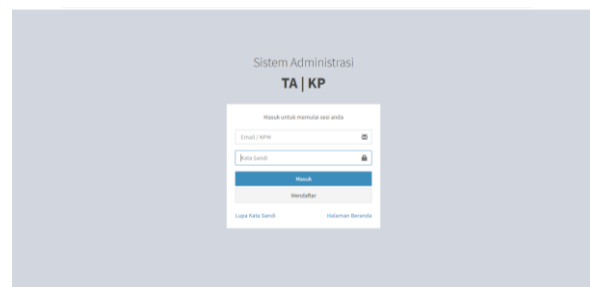 Sistem Administrasi
TA | KP
Masuk untuk memulai sesi anda
Email / NPM
Kata Sandi
Masuk
Mendaftar
Lupa Kata Sandi Halaman Beranda